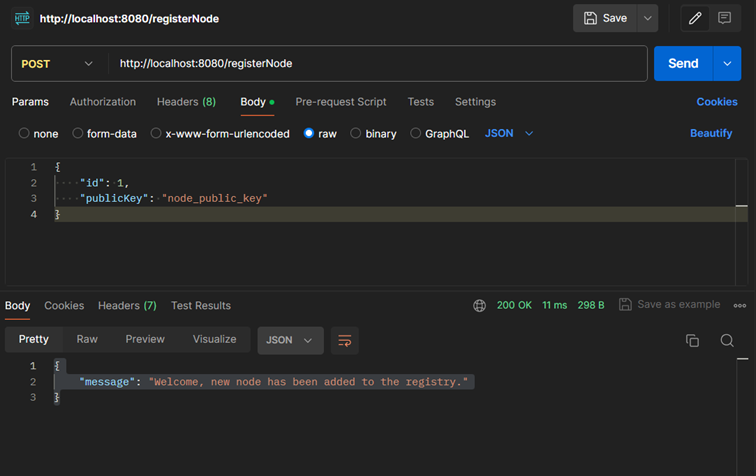 HTTP http://localhost:8080/registerNode Save
POST http://localhost:8080/registerNode Send
Params Authorization Headers (8) Body Pre-request Script Tests Settings Cookies
none form-data x-www-form-urlencoded raw binary GraphQL JSON Beautify
1 {
2 "id": 1,
3 "publicKey": "node_public_key"
4 }
Body Cookies Headers (7) Test Results 200 OK 11 ms 298 B Save as example
Pretty Raw Preview Visualize JSON
1 {
2 "message": "Welcome, new node has been added to the registry."
3 }